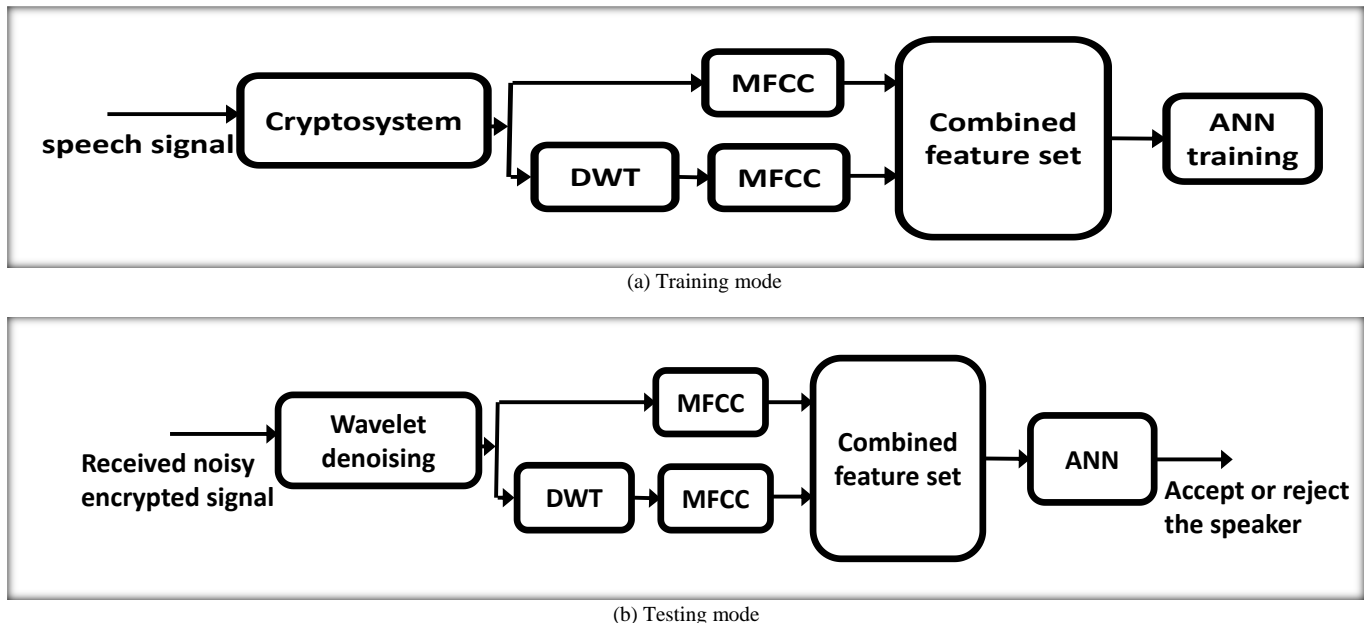 speech signal
Cryptosystem
MFCC
DWT
MFCC
Combined
feature set
ANN
training
(a) Training mode
Received noisy
encrypted signal
Wavelet
denoising
MFCC
DWT
MFCC
Combined
feature set
ANN
Accept or reject
the speaker
(b) Testing mode